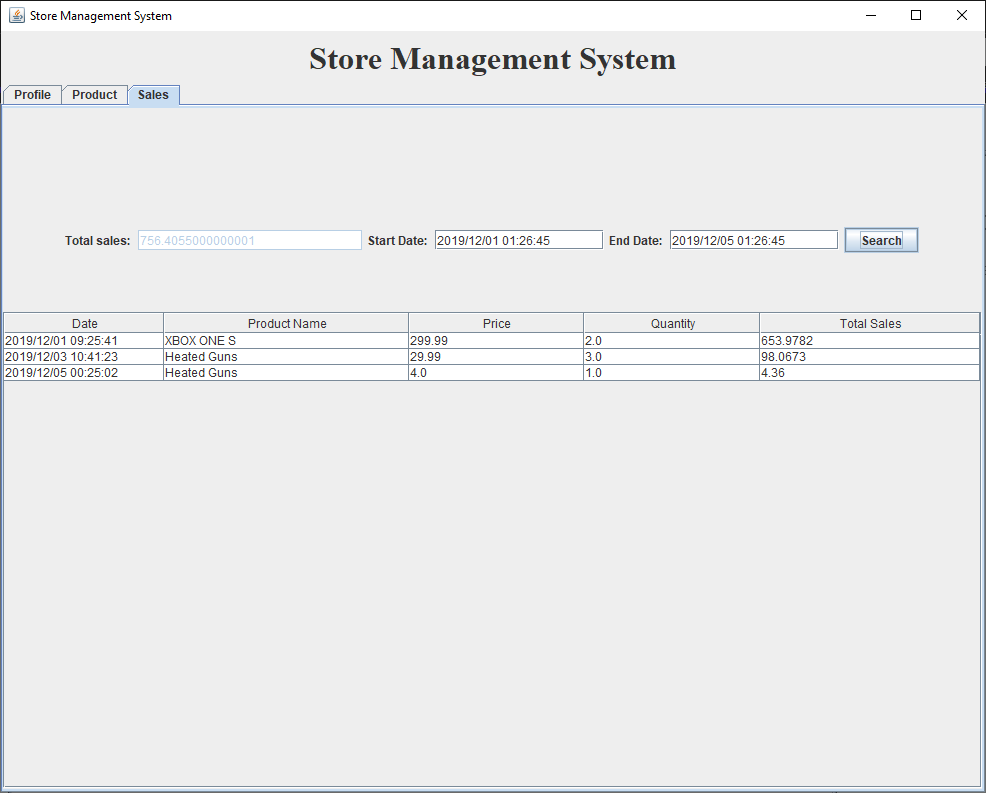 Store Management System
Store Management System
Profile Product Sales
Total sales: 756.4055000000001 Start Date: 2019/12/01 01:26:45 End Date: 2019/12/05 01:26:45 Search
Date Product Name Price Quantity Total Sales
2019/12/01 09:25:41 XBOX ONE S 299.99 2.0 653.9782
2019/12/03 10:41:23 Heated Guns 29.99 3.0 98.0673
2019/12/05 00:25:02 Heated Guns 4.0 1.0 4.36